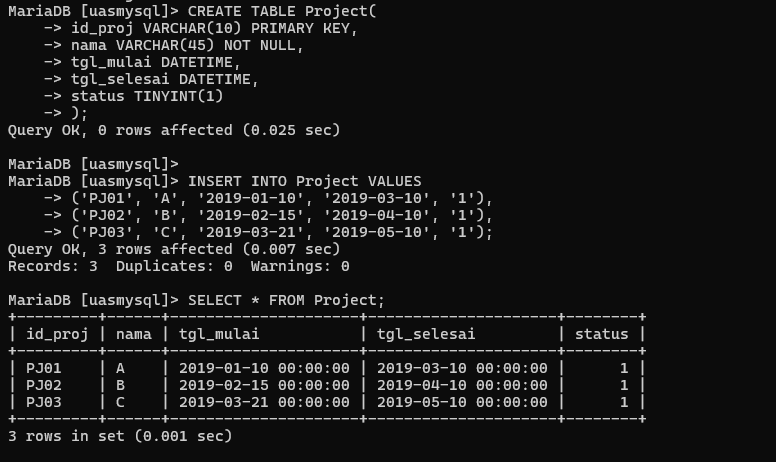 MariaDB [uasmysql]> CREATE TABLE Project(
    -> id_proj VARCHAR(10) PRIMARY KEY,
    -> nama VARCHAR(45) NOT NULL,
    -> tgl_mulai DATETIME,
    -> tgl_selesai DATETIME,
    -> status TINYINT(1)
    -> );
Query OK, 0 rows affected (0.025 sec)

MariaDB [uasmysql]>
MariaDB [uasmysql]> INSERT INTO Project VALUES
    -> ('PJ01', 'A', '2019-01-10', '2019-03-10', '1'),
    -> ('PJ02', 'B', '2019-02-15', '2019-04-10', '1'),
    -> ('PJ03', 'C', '2019-03-21', '2019-05-10', '1');
Query OK, 3 rows affected (0.007 sec)
Records: 3  Duplicates: 0  Warnings: 0

MariaDB [uasmysql]> SELECT * FROM Project;
+---------+------+---------------------+---------------------+--------+
| id_proj | nama | tgl_mulai           | tgl_selesai         | status |
+---------+------+---------------------+---------------------+--------+
| PJ01    | A    | 2019-01-10 00:00:00 | 2019-03-10 00:00:00 |      1 |
| PJ02    | B    | 2019-02-15 00:00:00 | 2019-04-10 00:00:00 |      1 |
| PJ03    | C    | 2019-03-21 00:00:00 | 2019-05-10 00:00:00 |      1 |
+---------+------+---------------------+---------------------+--------+
3 rows in set (0.001 sec)